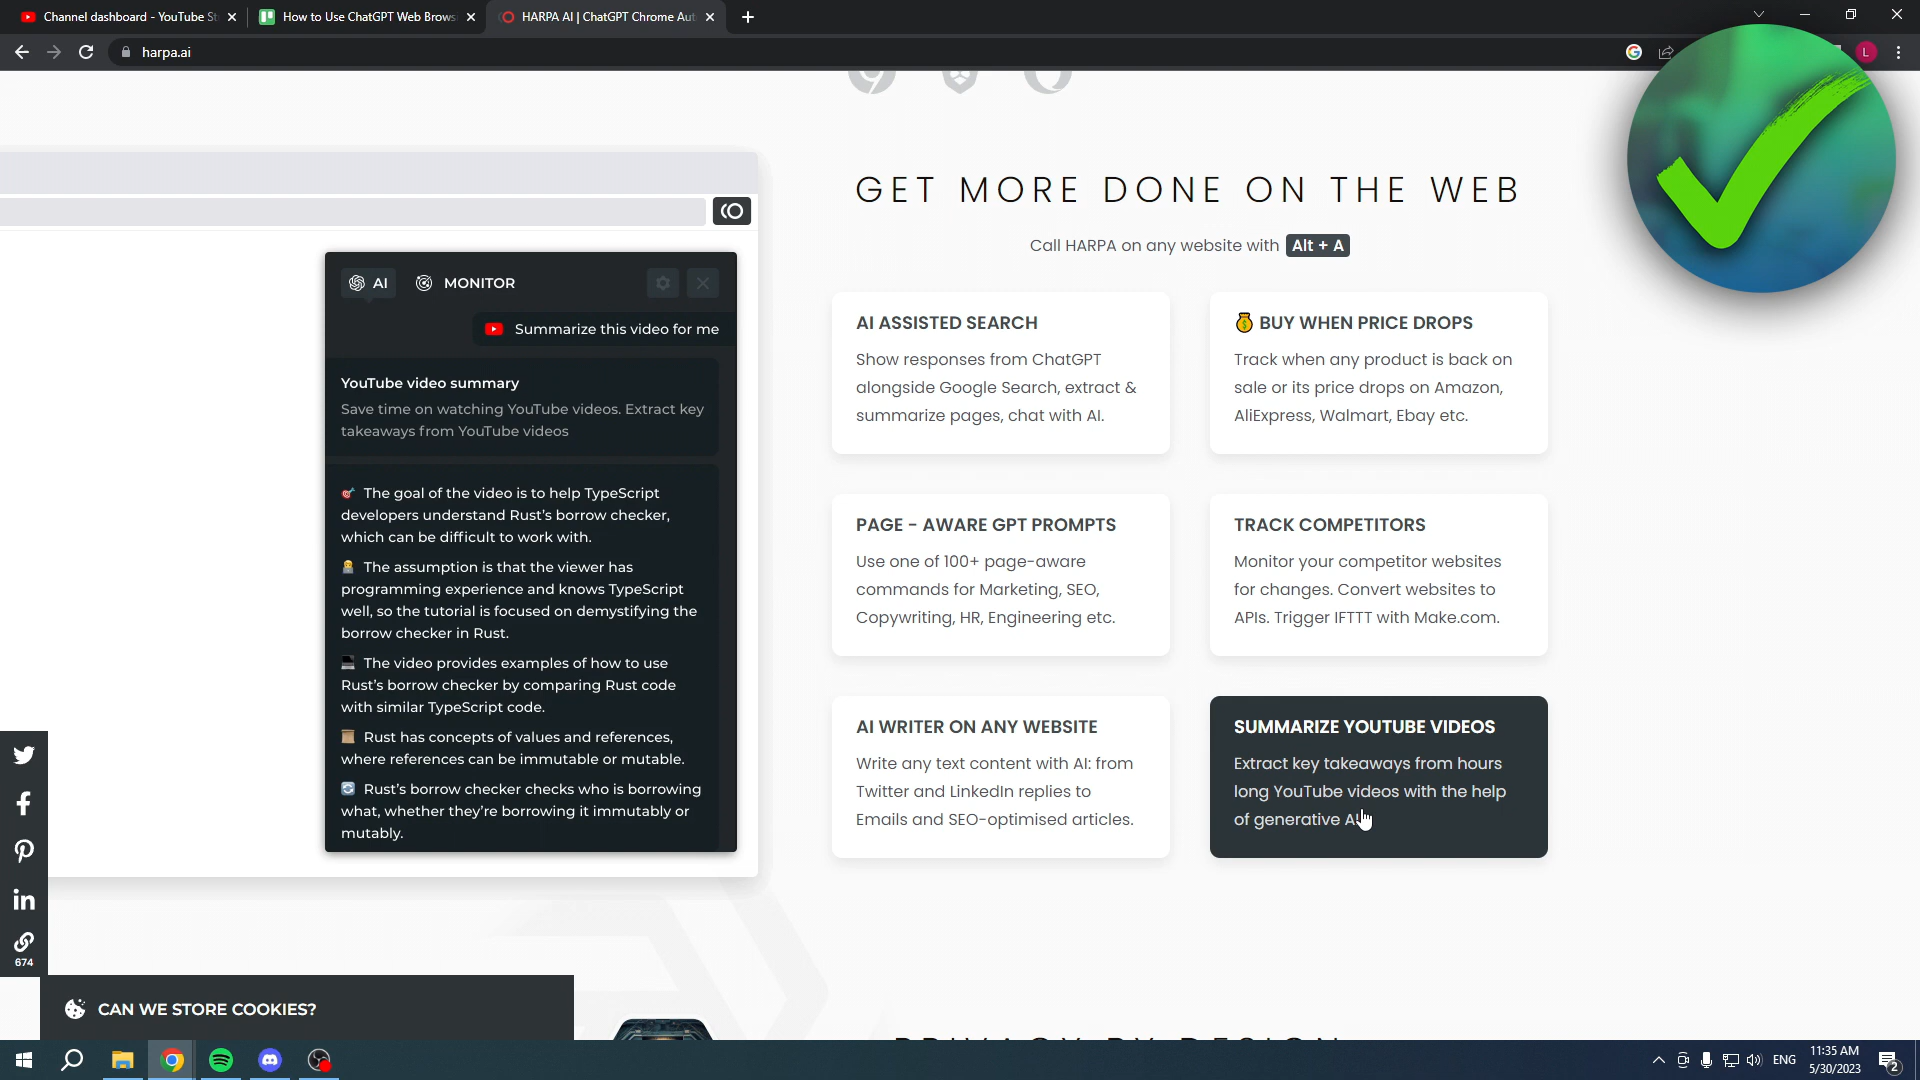 Channel dashboard - YouTube St
How to Use ChatGPT Web Brows
HARPA AI | ChatGPT Chrome Aut
harpa.ai
L
AI
MONITOR
Summarize this video for me
YouTube video summary
Save time on watching YouTube videos. Extract key
takeaways from YouTube videos
The goal of the video is to help TypeScript
developers understand Rust's borrow checker,
which can be difficult to work with.
The assumption is that the viewer has
programming experience and knows TypeScript
well, so the tutorial is focused on demystifying the
borrow checker in Rust.
The video provides examples of how to use
Rust's borrow checker by comparing Rust code
with similar TypeScript code.
Rust has concepts of values and references,
where references can be immutable or mutable.
Rust's borrow checker checks who is borrowing
what, whether they're borrowing it immutably or
mutably.
GET MORE DONE ON THE WEB
Call HARPA on any website with Alt + A
AI ASSISTED SEARCH
Show responses from ChatGPT
alongside Google Search, extract &
summarize pages, chat with AI.
BUY WHEN PRICE DROPS
Track when any product is back on
sale or its price drops on Amazon,
AliExpress, Walmart, Ebay etc.
PAGE - AWARE GPT PROMPTS
Use one of 100+ page-aware
commands for Marketing, SEO,
Copywriting, HR, Engineering etc.
TRACK COMPETITORS
Monitor your competitor websites
for changes. Convert websites to
APIs. Trigger IFTTT with Make.com.
AI WRITER ON ANY WEBSITE
Write any text content with AI: from
Twitter and LinkedIn replies to
Emails and SEO-optimised articles.
SUMMARIZE YOUTUBE VIDEOS
Extract key takeaways from hours
long YouTube videos with the help
of generative AI
674
CAN WE STORE COOKIES?
PRIVACY BY DESIGN
ENG
11:35 AM
5/30/2023
2